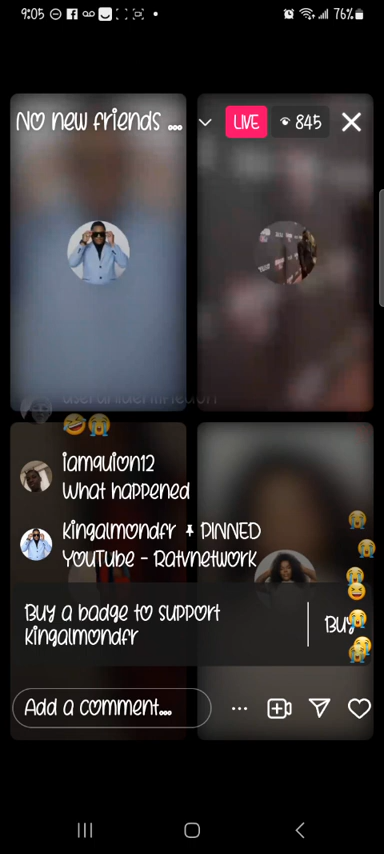 9:05
76%
No new friends ...
LIVE
845
iamquion12
What happened
Kingalmondfr PINNED
YouTube - Ratvnetwork
Buy a badge to support
Kingalmondfr
Buy
Add a comment...